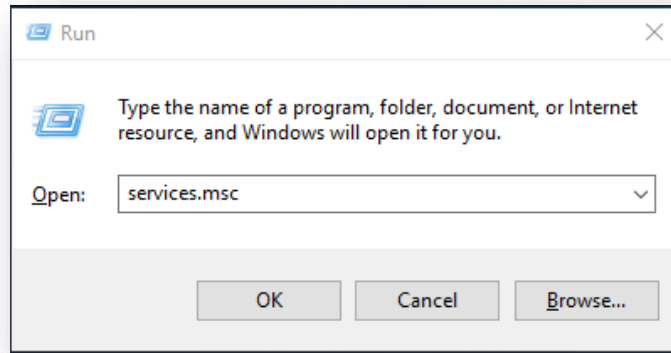 Run
Type the name of a program, folder, document, or Internet
resource, and Windows will open it for you.
Open: services.msc
OK Cancel Browse...